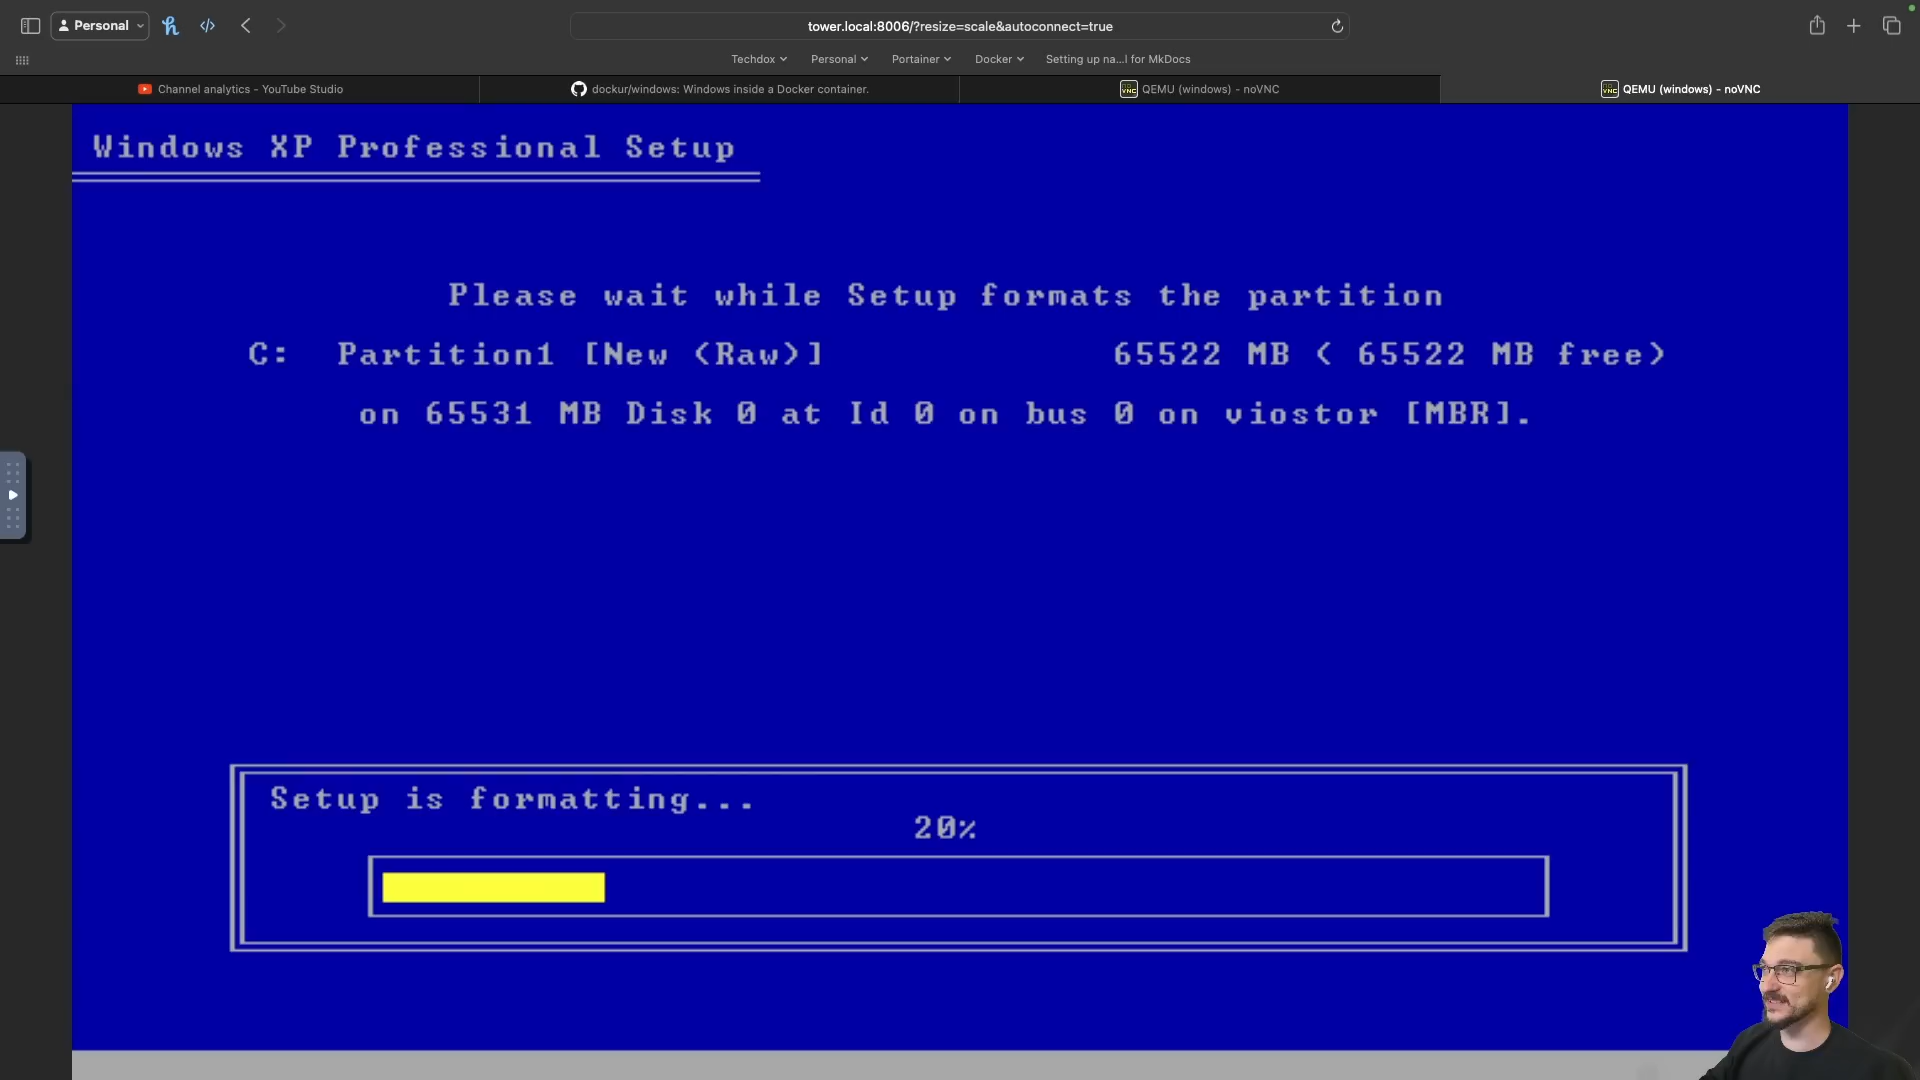 Personal
tower.local:8006/?resize=scale&autoconnect=true
Techdox Personal Portainer Docker Setting up na...l for MkDocs
Channel analytics - YouTube Studio
dockur/windows: Windows inside a Docker container.
VNC QEMU (windows) - noVNC
VNC QEMU (windows) - noVNC
Windows XP Professional Setup
Please wait while Setup formats the partition
C: Partition1 [New (Raw)] 65522 MB ( 65522 MB free)
on 65531 MB Disk 0 at Id 0 on bus 0 on viostor [MBR].
Setup is formatting...
20%